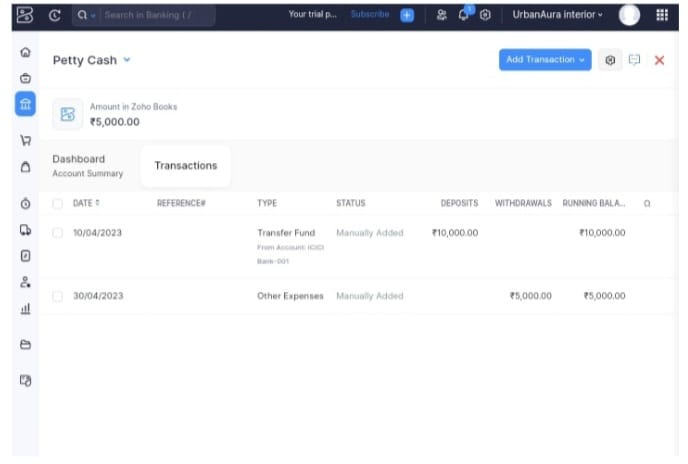 Search in Banking ( / Your trial p... Subscribe UrbanAura interior
Petty Cash Add Transaction
Amount in Zoho Books
₹5,000.00
Dashboard
Account Summary
Transactions
DATE REFERENCE# TYPE STATUS DEPOSITS WITHDRAWALS RUNNING BALA...
10/04/2023 Transfer Fund Manually Added ₹10,000.00 ₹10,000.00
From Account: ICICI
Bank-001
30/04/2023 Other Expenses Manually Added ₹5,000.00 ₹5,000.00